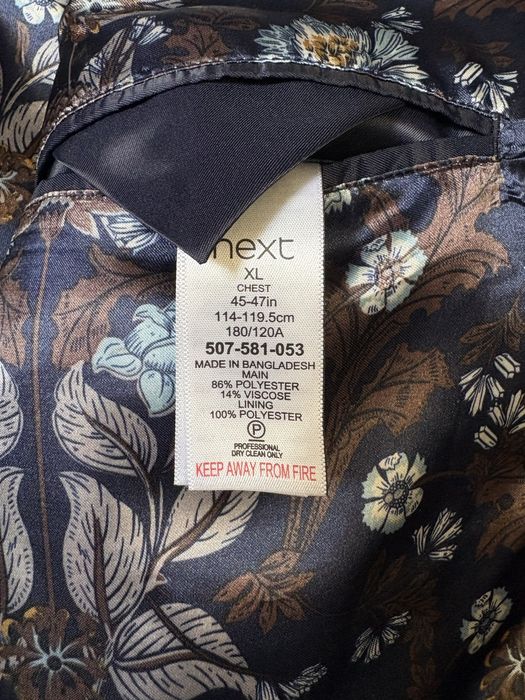 next
XL
CHEST
45-47in
114-119.5cm
180/120A
507-581-053
MADE IN BANGLADESH
MAIN
86% POLYESTER
14% VISCOSE
LINING
100% POLYESTER
P
PROFESSIONAL
DRY CLEAN ONLY
KEEP AWAY FROM FIRE